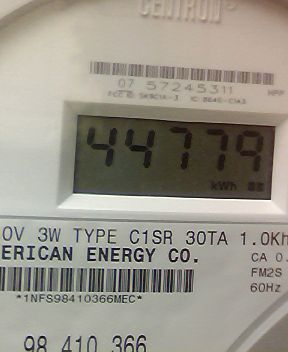 CENTRON
07 57245311
44779
kWh
0V 3W TYPE C1SR 30TA 1.0Kh
ERICAN ENERGY CO.
CA 0.
FM2S
60Hz
*1NFS98410366MEC*
98 410 366